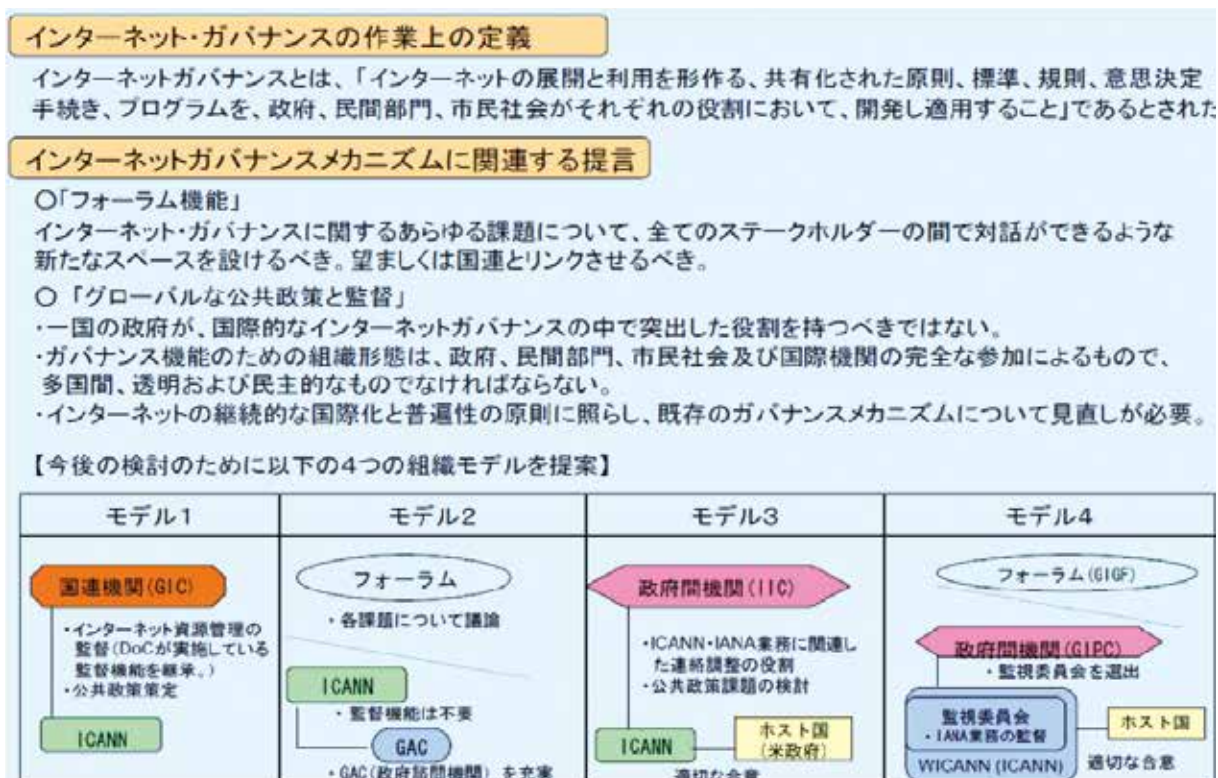 インターネット・ガバナンスの作業上の定義
インターネットガバナンスとは、「インターネットの展開と利用を形作る、共有化された原則、標準、規則、意思決定
手続き、プログラムを、政府、民間部門、市民社会がそれぞれの役割において、開発し適用すること」であるとされた
インターネットガバナンスメカニズムに関連する提言
○「フォーラム機能」
インターネット・ガバナンスに関するあらゆる課題について、全てのステークホルダーの間で対話ができるような
新たなスペースを設けるべき。望ましくは国連とリンクさせるべき。
○「グローバルな公共政策と監督」
・一国の政府が、国際的なインターネットガバナンスの中で突出した役割を持つべきではない。
・ガバナンス機能のための組織形態は、政府、民間部門、市民社会及び国際機関の完全な参加によるもので、
多国間、透明および民主的なものでなければならない。
・インターネットの継続的な国際化と普遍性の原則に照らし、既存のガバナンスメカニズムについて見直しが必要。
【今後の検討のために以下の4つの組織モデルを提案】
モデル1
国連機関(GIC)
・インターネット資源管理の
監督(DoCが実施している
監督機能を継承。)
・公共政策策定
ICANN
モデル2
フォーラム
・各課題について議論
ICANN
・監督機能は不要
GAC
・GAC(政府諮問機関)を充実
モデル3
政府間機関(IIC)
・ICANN・IANA業務に関連し
た連絡調整の役割
・公共政策課題の検討
ICANN
ホスト国
(米政府)
適切な合意
モデル4
フォーラム(GIGF)
政府間機関(GIPC)
・監視委員会を選出
監視委員会
・IANA業務の監督
WICANN(ICANN)
ホスト国
適切な合意